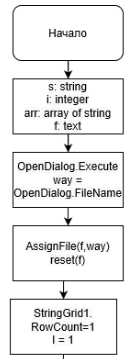 Начало
s: string
i: integer
arr: array of string
f: text
OpenDialog.Execute
way =
OpenDialog.FileName
AssignFile(f,way)
reset(f)
StringGrid1.
RowCount=1
I = 1